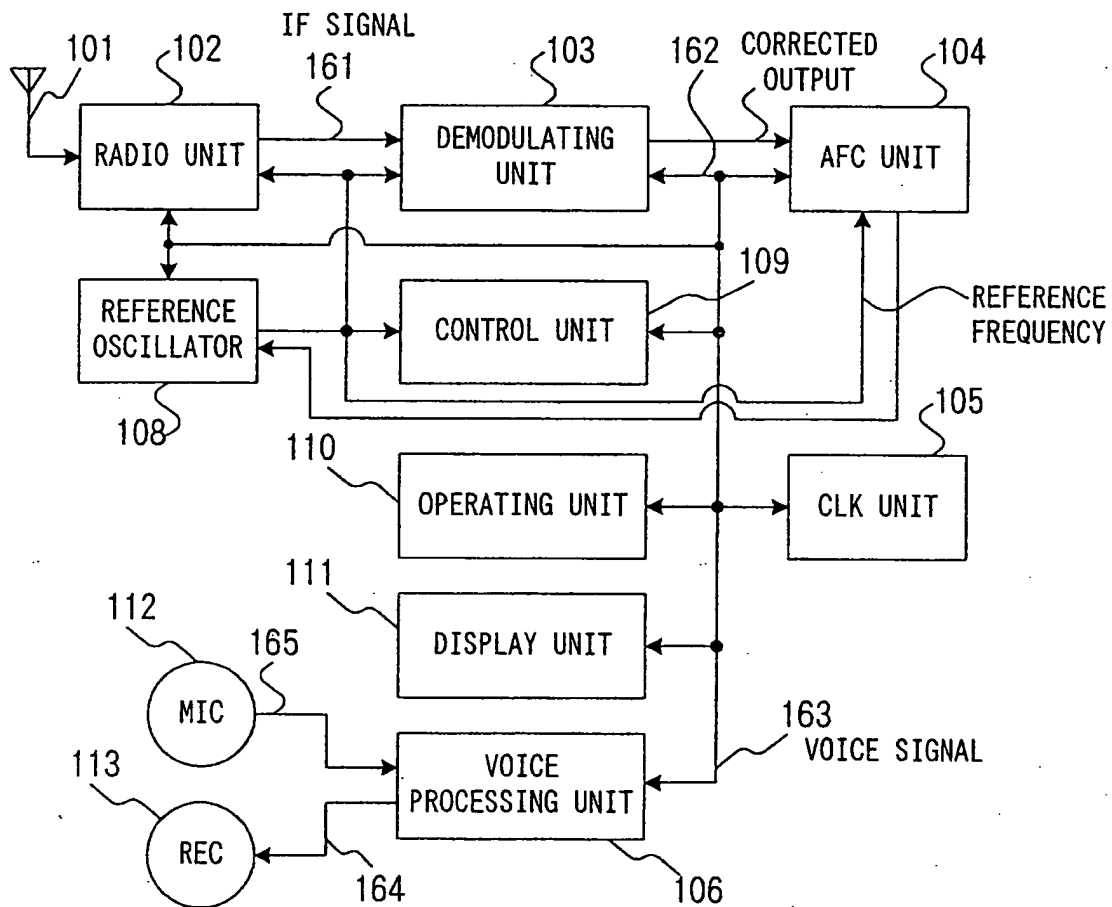 IF SIGNAL
101
102
161
103
162
CORRECTED
OUTPUT
104
RADIO UNIT
DEMODULATING
UNIT
AFC UNIT
109
REFERENCE
OSCILLATOR
CONTROL UNIT
REFERENCE
FREQUENCY
108
105
110
OPERATING UNIT
CLK UNIT
111
DISPLAY UNIT
112
165
MIC
163
VOICE SIGNAL
113
VOICE
PROCESSING UNIT
REC
164
106